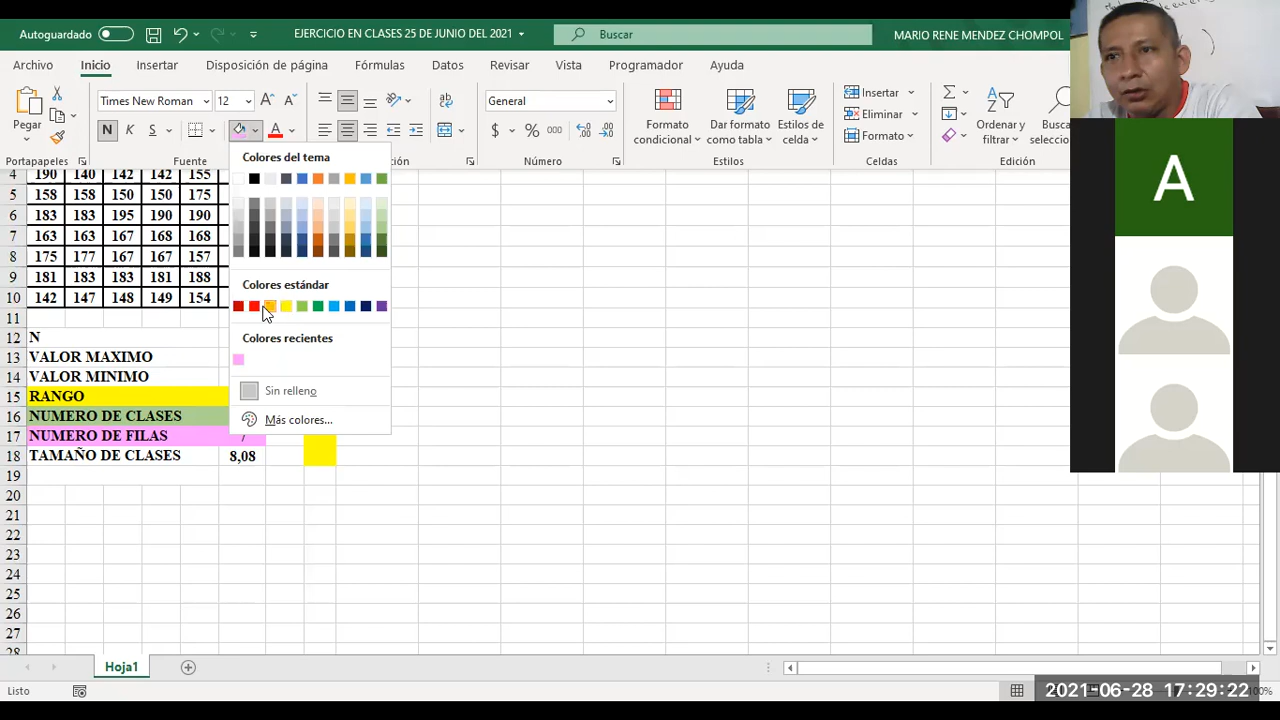 Autoguardado
EJERCICIO EN CLASES 25 DE JUNIO DEL 2021
Buscar
MARIO RENE MENDEZ CHOMPOL
Archivo Inicio Insertar Disposición de página Fórmulas Datos Revisar Vista Programador Ayuda
Pegar
Times New Roman 12
N K S
General
$ % 000
Formato condicional
Dar formato como tabla
Estilos de celda
Insertar
Eliminar
Formato
Ordenar y filtrar
Busca
seleccio
Portapapeles Fuente ción Número Estilos Celdas Edición
Colores del tema
Colores estándar
Colores recientes
Sin relleno
Más colores...
4 190 140 142 142 155
5 158 158 150 150 175
6 183 183 195 190 190
7 163 163 167 168 168
8 175 177 167 167 157
9 181 183 183 181 188
10 142 147 148 149 154
11
12 N
13 VALOR MAXIMO
14 VALOR MINIMO
15 RANGO
16 NUMERO DE CLASES
17 NUMERO DE FILAS 7
18 TAMAÑO DE CLASES 8,08
19
20
21
22
23
24
25
26
27
28
Hoja1
Listo
100%
2021-06-28 17:29:22
A